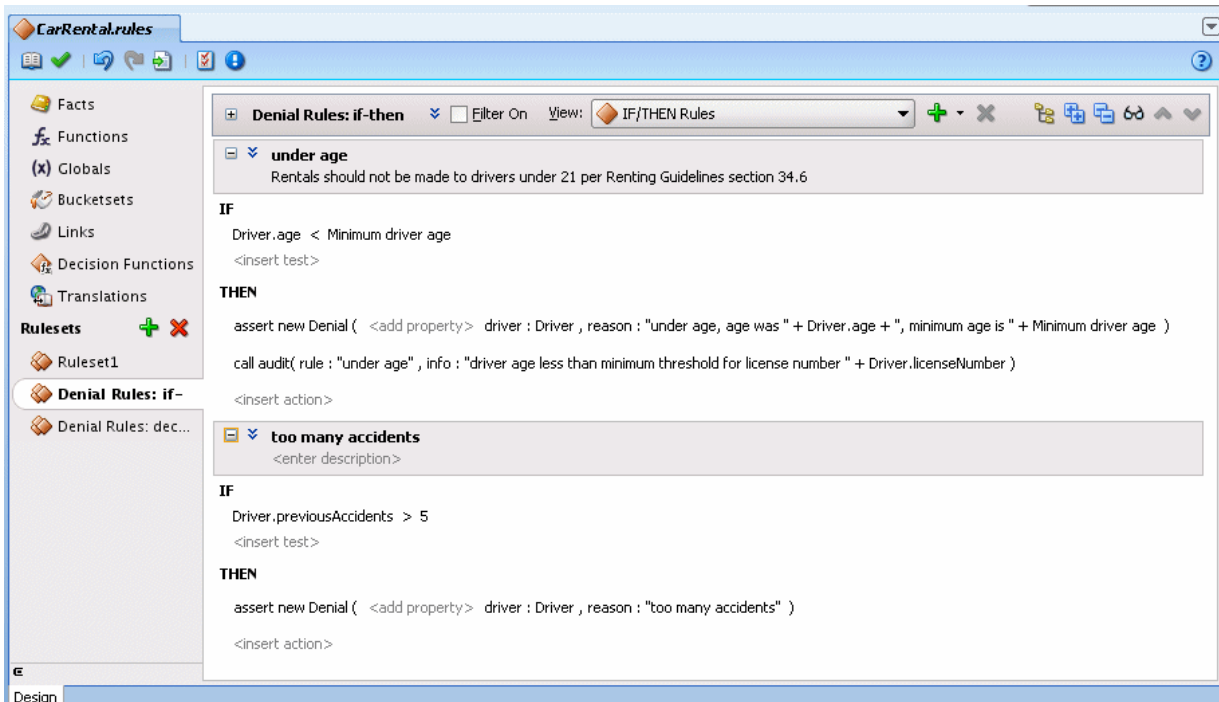 CarRental.rules
Facts
Functions
Globals
Bucketsets
Links
Decision Functions
Translations
Rulesets
Ruleset1
Denial Rules: if-
Denial Rules: dec...
Denial Rules: if-then Filter On View: IF/THEN Rules
under age
Rentals should not be made to drivers under 21 per Renting Guidelines section 34.6
IF
Driver.age < Minimum driver age
<insert test>
THEN
assert new Denial ( <add property> driver : Driver , reason : "under age, age was " + Driver.age + ", minimum age is " + Minimum driver age )
call audit( rule : "under age" , info : "driver age less than minimum threshold for license number " + Driver.licenseNumber )
<insert action>
too many accidents
<enter description>
IF
Driver.previousAccidents > 5
<insert test>
THEN
assert new Denial ( <add property> driver : Driver , reason : "too many accidents" )
<insert action>
Design